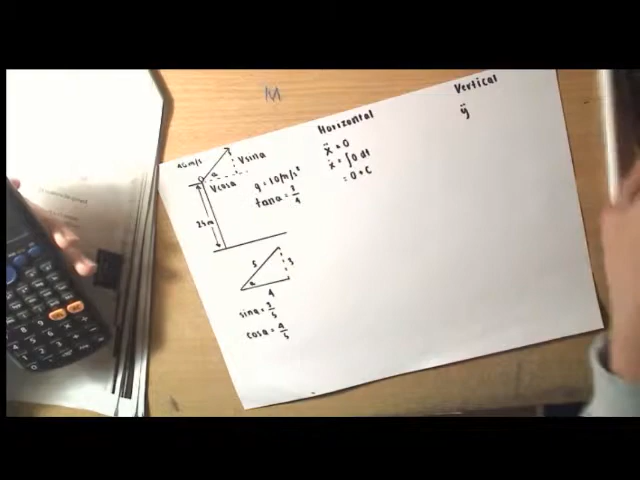 M
Horizontal
ẍ = 0
ẋ = ∫ 0 dt
= 0 + C
Vertical
ÿ
Vsina
a
O
Vcosa
g = 10m/s²
tana = 3/4
25m
5
3
a
4
sina = 3/5
cosa = 4/5